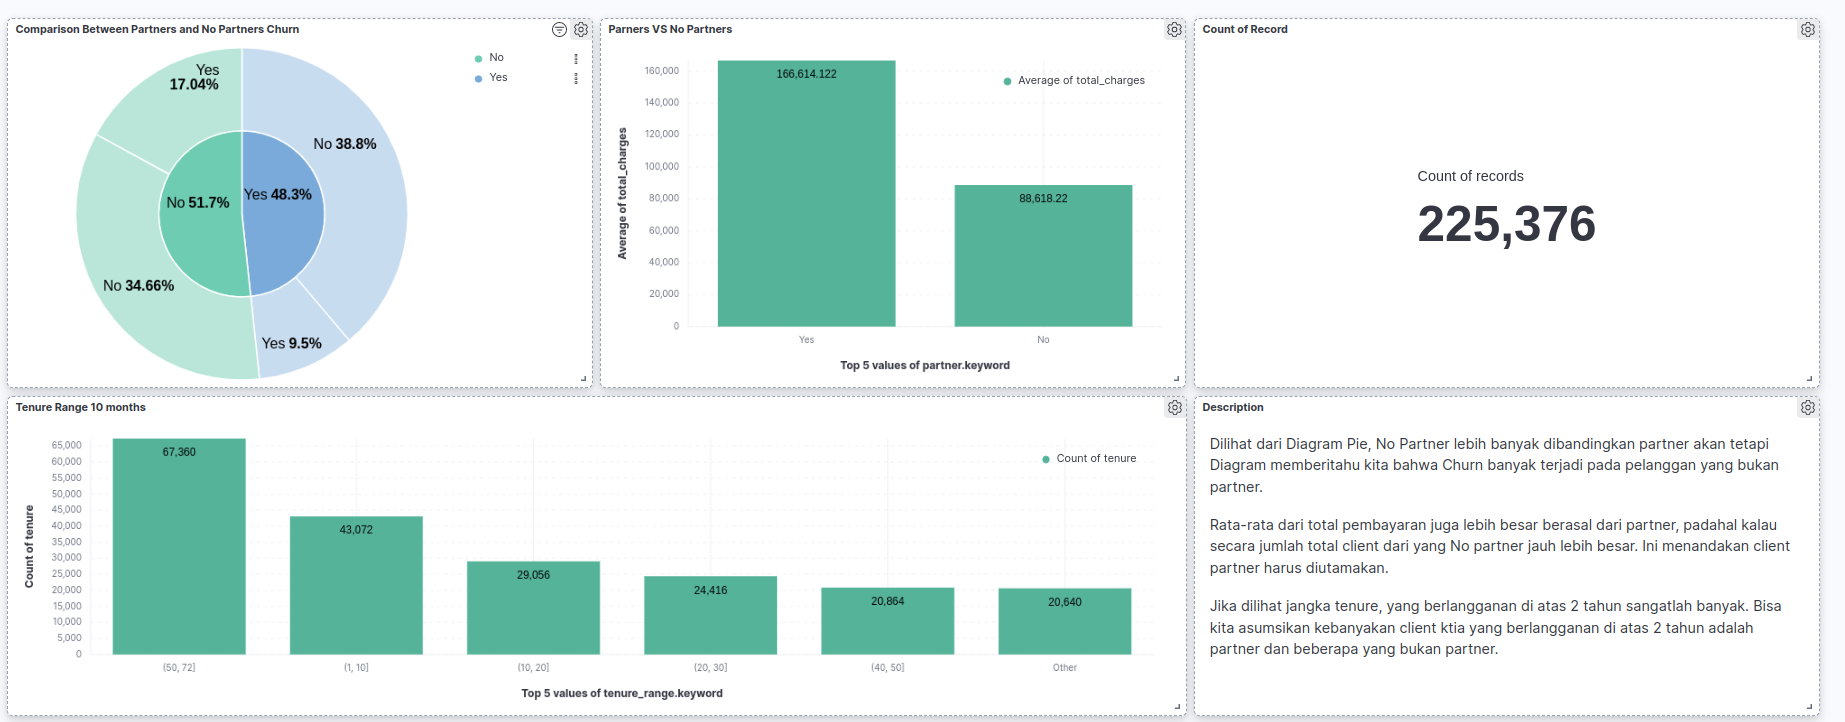 Comparison Between Partners and No Partners Churn
No
Yes
Yes
17.04%
No 38.8%
No 51.7%
Yes 48.3%
No 34.66%
Yes 9.5%
Parners VS No Partners
Average of total_charges
160,000
140,000
120,000
100,000
80,000
60,000
40,000
20,000
0
Average of total_charges
166,614.122
88,618.22
Yes
No
Top 5 values of partner.keyword
Count of Record
Count of records
225,376
Tenure Range 10 months
Count of tenure
65,000
60,000
55,000
50,000
45,000
40,000
35,000
30,000
25,000
20,000
15,000
10,000
5,000
0
Count of tenure
67,360
43,072
29,056
24,416
20,864
20,640
(50, 72]
(1, 10]
(10, 20]
(20, 30]
(40, 50]
Other
Top 5 values of tenure_range.keyword
Description
Dilihat dari Diagram Pie, No Partner lebih banyak dibandingkan partner akan tetapi
Diagram memberitahu kita bahwa Churn banyak terjadi pada pelanggan yang bukan
partner.
Rata-rata dari total pembayaran juga lebih besar berasal dari partner, padahal kalau
secara jumlah total client dari yang No partner jauh lebih besar. Ini menandakan client
partner harus diutamakan.
Jika dilihat jangka tenure, yang berlangganan di atas 2 tahun sangatlah banyak. Bisa
kita asumsikan kebanyakan client ktia yang berlangganan di atas 2 tahun adalah
partner dan beberapa yang bukan partner.